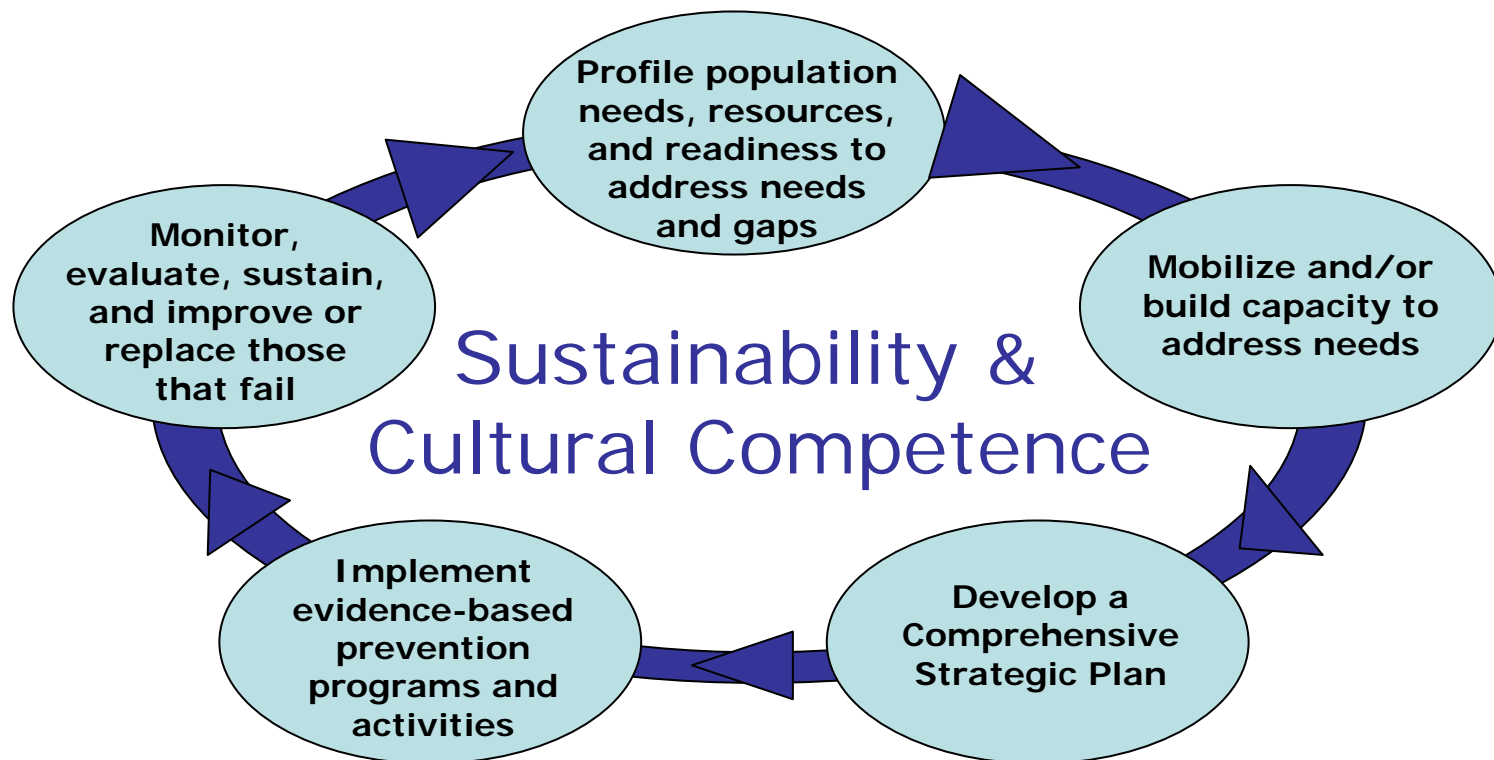 Profile population
needs, resources,
and readiness to
address needs
and gaps
Mobilize and/or
build capacity to
address needs
Develop a
Comprehensive
Strategic Plan
Implement
evidence-based
prevention
programs and
activities
Monitor,
evaluate, sustain,
and improve or
replace those
that fail
Sustainability &
Cultural Competence